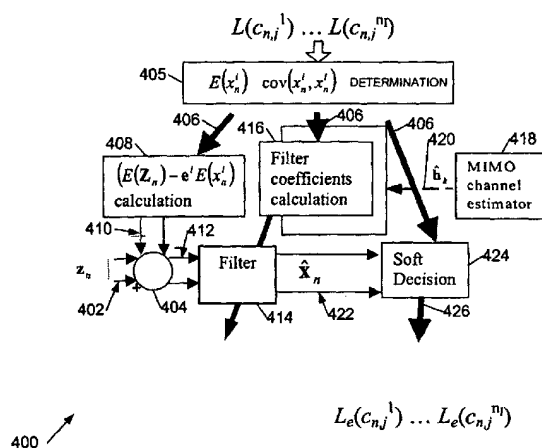 L(c_{n,j}^1) ... L(c_{n,j}^{n_I})
405
E(x_n^i) cov(x_n^i, x_n^i) DETERMINATION
406
406
406
408
416
420
418
(E(Z_n) − e^i E(x_n^i) calculation
Filter coefficients calculation
ĥ_k
MIMO channel estimator
410
412
z_n
+
402
404
Filter
414
X̂_n
422
Soft Decision
424
426
400
L_e(c_{n,j}^1) ... L_e(c_{n,j}^{n_I})